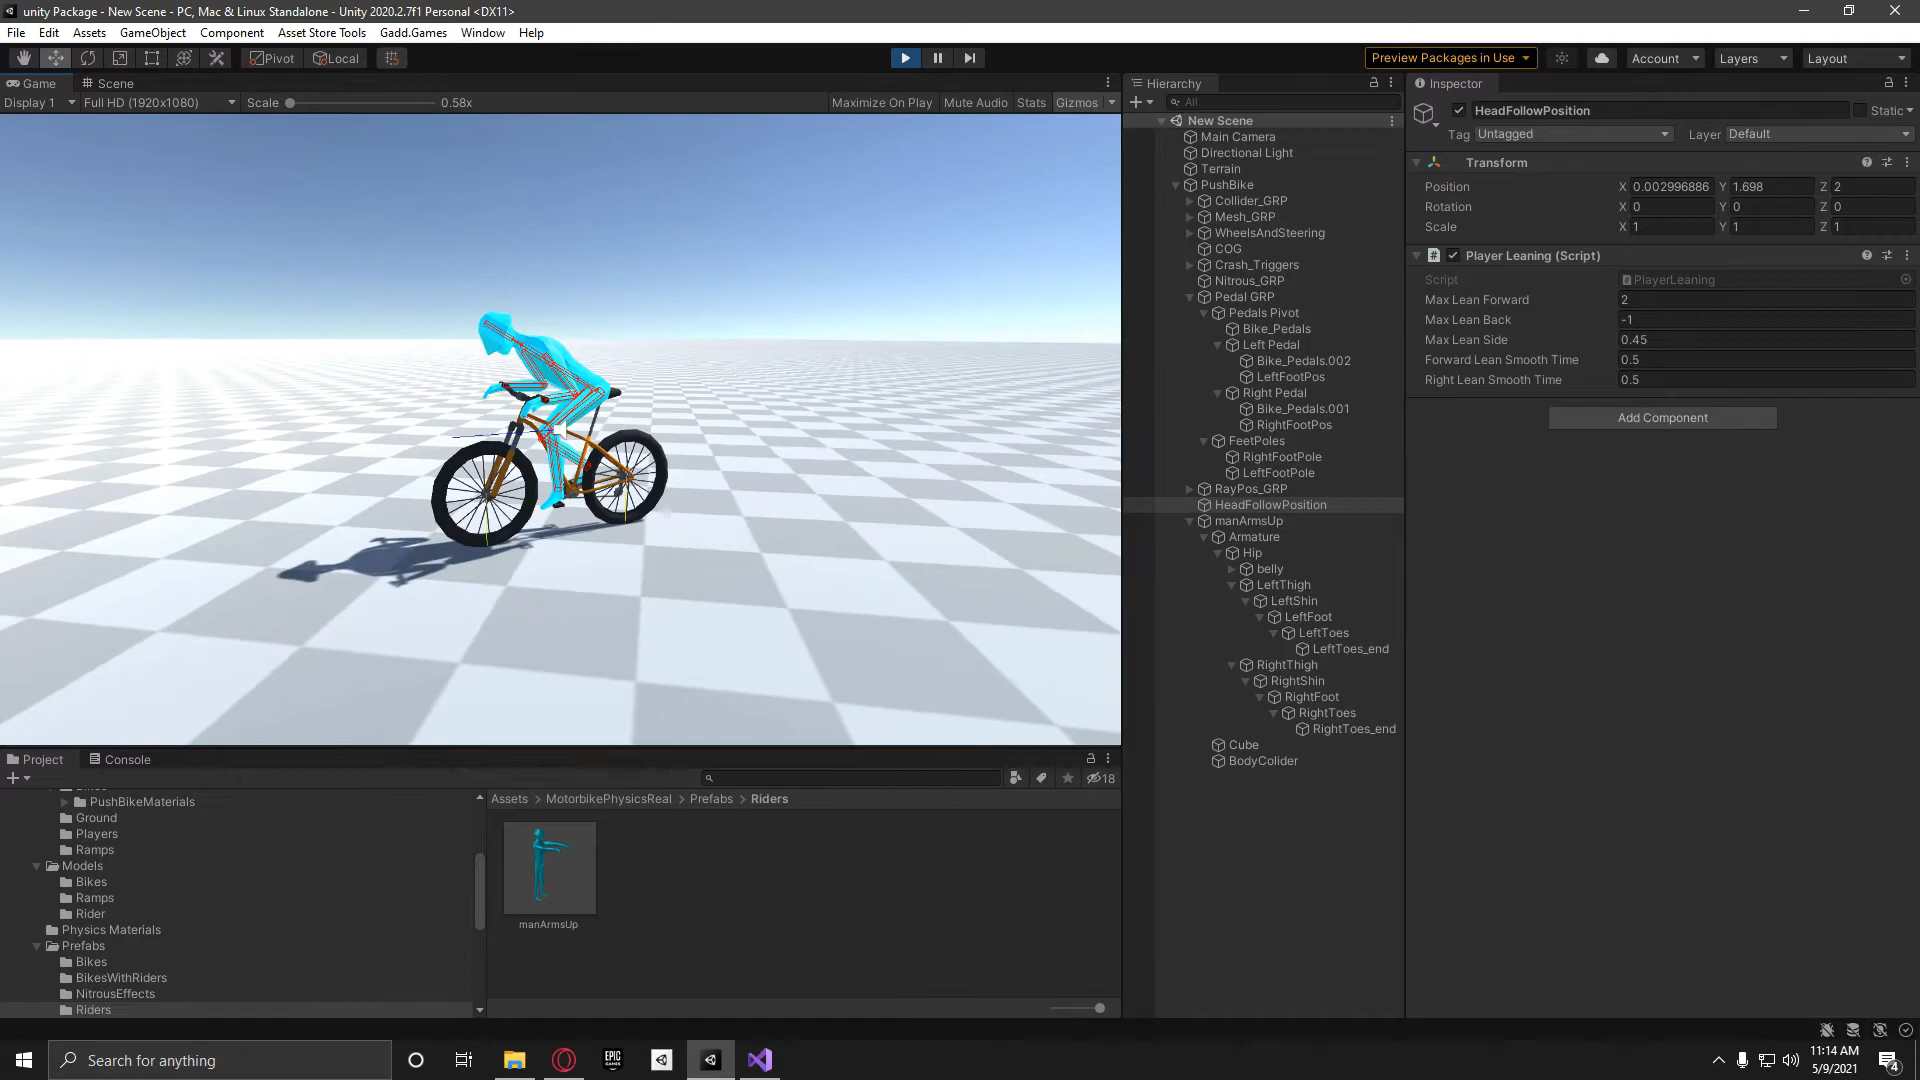 unity Package - New Scene - PC, Mac & Linux Standalone - Unity 2020.2.7f1 Personal <DX11>
File Edit Assets GameObject Component Asset Store Tools Gadd.Games Window Help
Pivot Local Preview Packages in Use Account Layers Layout
Game Scene
Display 1 Full HD (1920x1080) Scale 0.58x Maximize On Play Mute Audio Stats Gizmos
Hierarchy
All
New Scene
Main Camera
Directional Light
Terrain
PushBike
Collider_GRP
Mesh_GRP
WheelsAndSteering
COG
Crash_Triggers
Nitrous_GRP
Pedal GRP
Pedals Pivot
Bike_Pedals
Left Pedal
Bike_Pedals.002
LeftFootPos
Right Pedal
Bike_Pedals.001
RightFootPos
FeetPoles
RightFootPole
LeftFootPole
RayPos_GRP
HeadFollowPosition
manArmsUp
Armature
Hip
belly
LeftThigh
LeftShin
LeftFoot
LeftToes
LeftToes_end
RightThigh
RightShin
RightFoot
RightToes
RightToes_end
Cube
BodyColider
Inspector
HeadFollowPosition Static
Tag Untagged Layer Default
Transform
Position X 0.002996886 Y 1.698 Z 2
Rotation X 0 Y 0 Z 0
Scale X 1 Y 1 Z 1
# Player Leaning (Script)
Script PlayerLeaning
Max Lean Forward 2
Max Lean Back -1
Max Lean Side 0.45
Forward Lean Smooth Time 0.5
Right Lean Smooth Time 0.5
Add Component
Project Console
18
PushBikeMaterials
Ground
Players
Ramps
Models
Bikes
Ramps
Rider
Physics Materials
Prefabs
Bikes
BikesWithRiders
NitrousEffects
Riders
Assets > MotorbikePhysicsReal > Prefabs > Riders
manArmsUp
Search for anything
EPIC GAMES
11:14 AM
5/9/2021
4